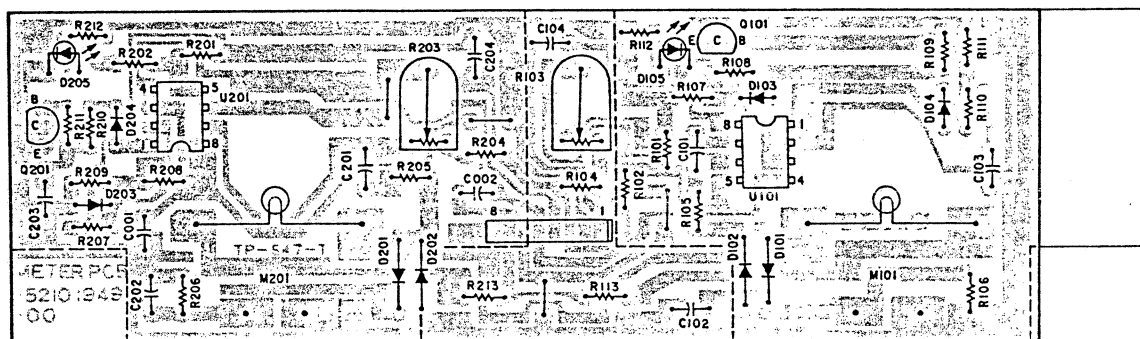 R212
R202
R201
D205
4
5
U201
8
1
B
C
E
Q201
R211
R210
D204
R209
R208
D203
C203
R207
C001
C202
R206
METER PCB
5210 1949
00
TP-547-T
M201
C201
R203
C204
R204
R205
C002
D201
D202
R213
8
C104
R103
R104
R113
C102
R102
R112
D105
E
C
B
Q101
R108
R107
D103
R101
C101
R105
8
1
5
4
U101
D102
D101
M101
R109
R111
D104
R110
C103
R106